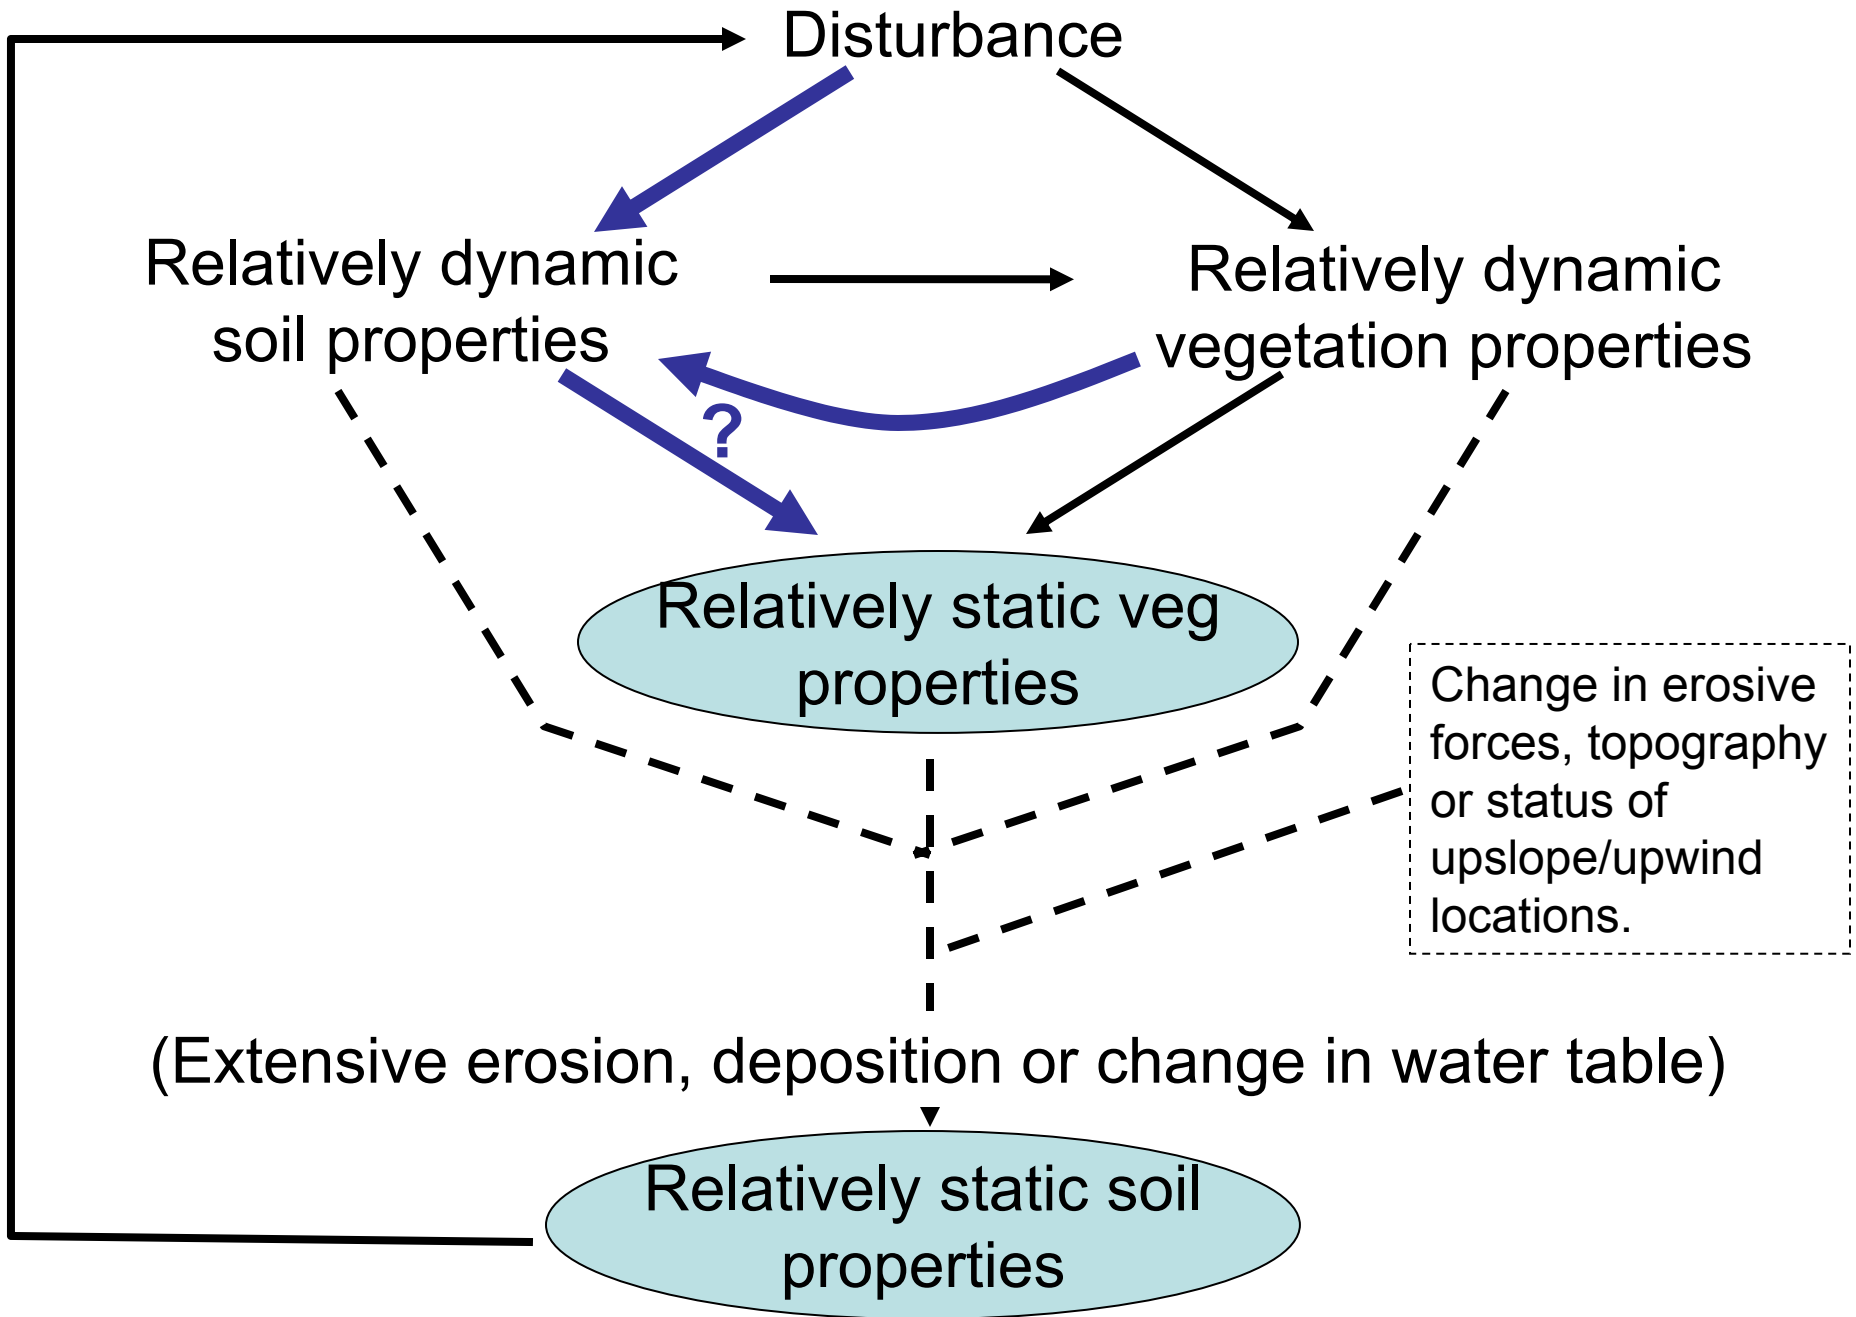 Disturbance
Relatively dynamic
soil properties
Relatively dynamic
vegetation properties
?
Relatively static veg
properties
Change in erosive
forces, topography
or status of
upslope/upwind
locations.
(Extensive erosion, deposition or change in water table)
Relatively static soil
properties